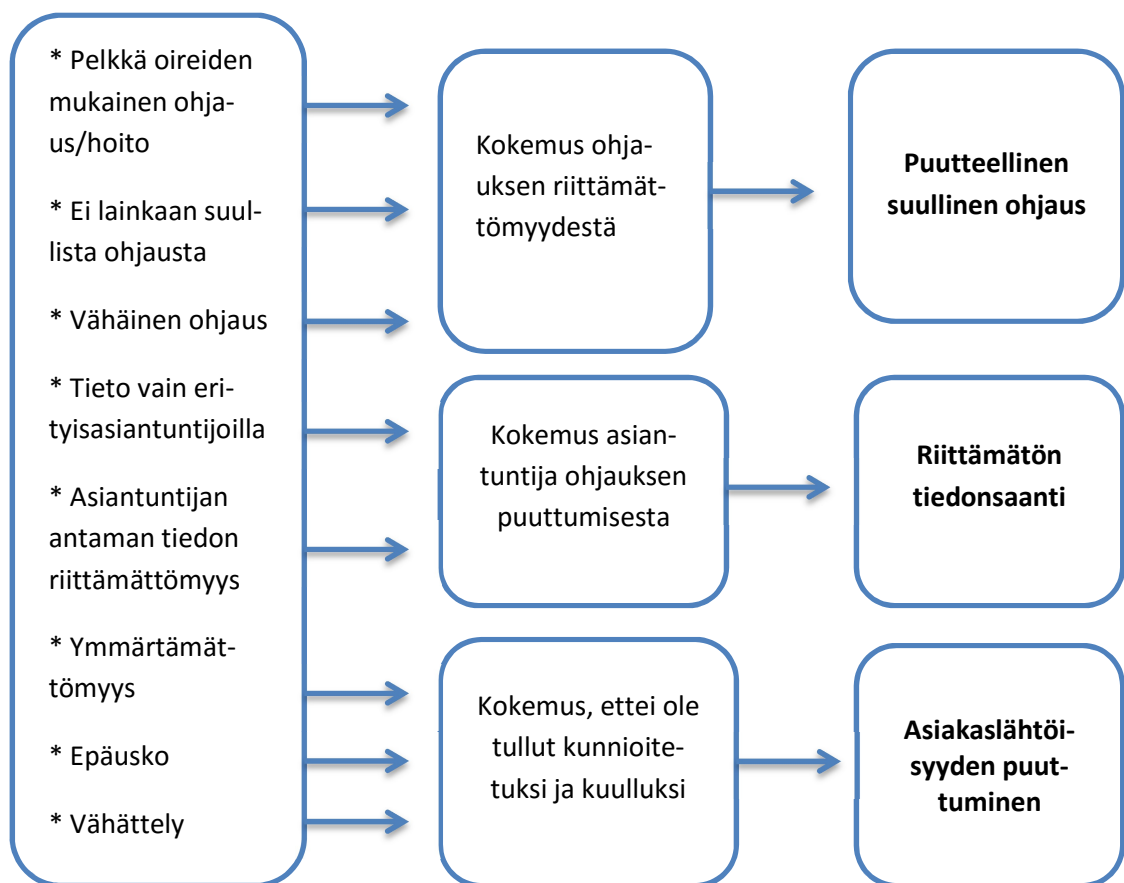 * Pelkkä oireiden
mukainen ohja-
us/hoito
* Ei lainkaan suul-
lista ohjausta
* Vähäinen ohjaus
* Tieto vain eri-
tyisasiantuntijoilla
* Asiantuntijan
antaman tiedon
riittämättömyys
* Ymmärtämät-
tömyys
* Epäusko
* Vähättely
Kokemus ohja-
uksen riittämät-
tömyydestä
Kokemus asian-
tuntija ohjauksen
puuttumisesta
Kokemus, ettei ole
tullut kunnioite-
tuksi ja kuulluksi
Puutteellinen
suullinen ohjaus
Riittämätön
tiedonsaanti
Asiakaslähtöi-
syyden puut-
tuminen